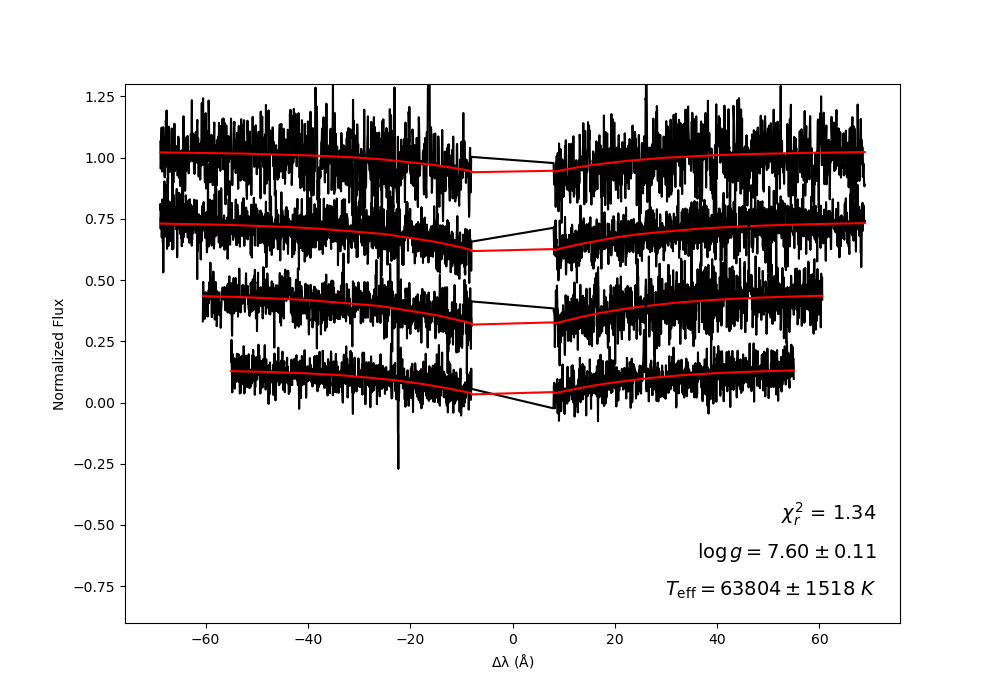 1.25
1.00
0.75
0.50
0.25
0.00
−0.25
−0.50
−0.75
Normalized Flux
χ²ᵣ = 1.34
log g = 7.60 ± 0.11
T_eff = 63804 ± 1518 K
−60 −40 −20 0 20 40 60
Δλ (Å)